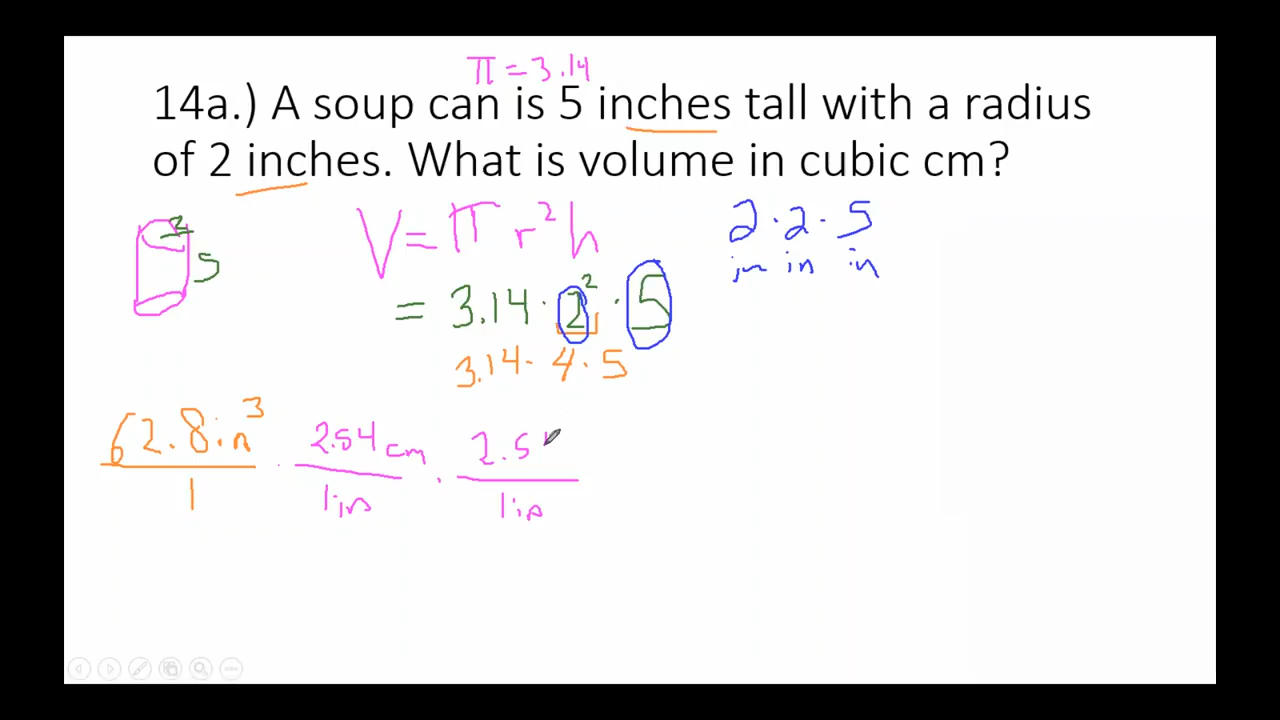 π = 3.14
14a.) A soup can is 5 inches tall with a radius
of 2 inches. What is volume in cubic cm?
2
5
V = π r² h
= 3.14 · 2² · 5
3.14 · 4 · 5
2 · 2 · 5
in in in
62.8 in³ · 2.54 cm · 2.5
1 1 in 1 in